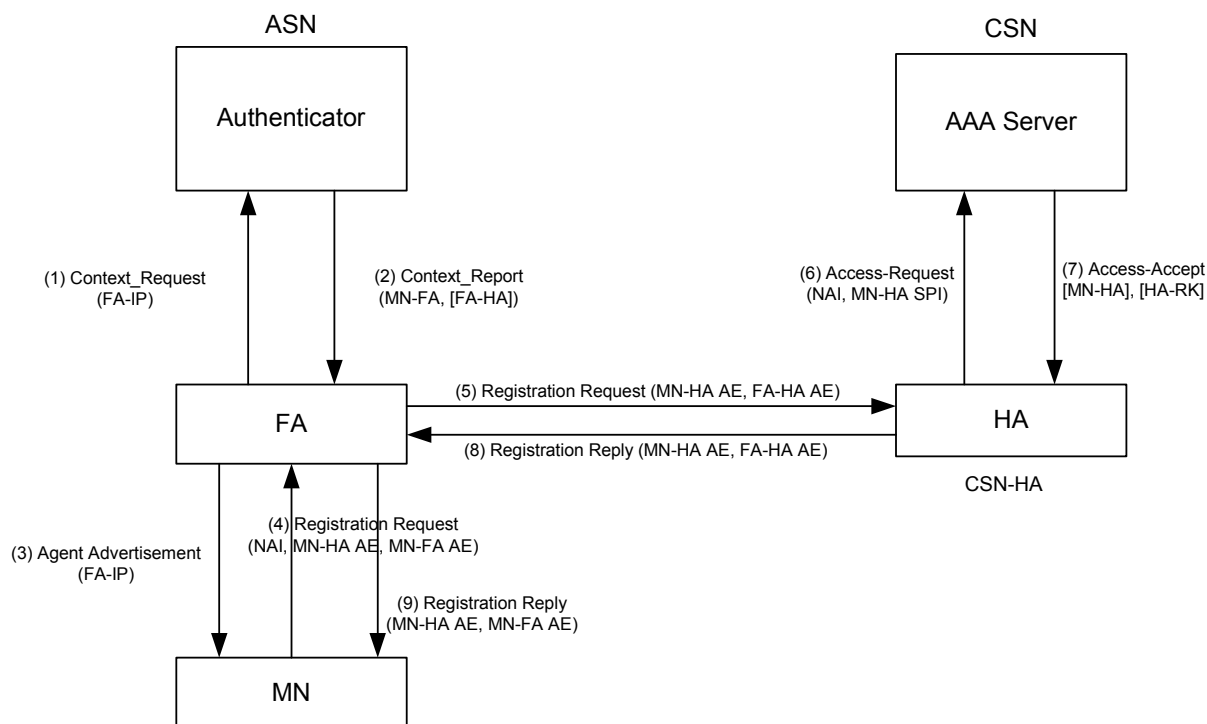 ASN
CSN
Authenticator
AAA Server
(1) Context_Request
(FA-IP)
(2) Context_Report
(MN-FA, [FA-HA])
(6) Access-Request
(NAI, MN-HA SPI)
(7) Access-Accept
[MN-HA], [HA-RK]
(5) Registration Request (MN-HA AE, FA-HA AE)
FA
HA
(8) Registration Reply (MN-HA AE, FA-HA AE)
CSN-HA
(4) Registration Request
(NAI, MN-HA AE, MN-FA AE)
(3) Agent Advertisement
(FA-IP)
(9) Registration Reply
(MN-HA AE, MN-FA AE)
MN